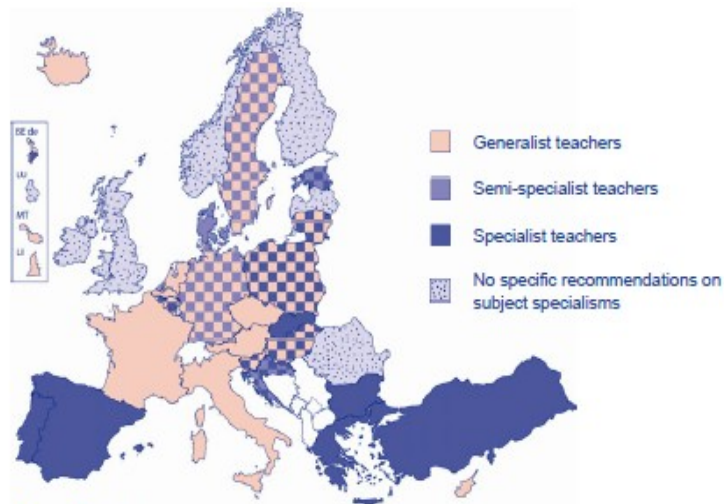 BE de
LU
MT
LI
Generalist teachers
Semi-specialist teachers
Specialist teachers
No specific recommendations on
subject specialisms